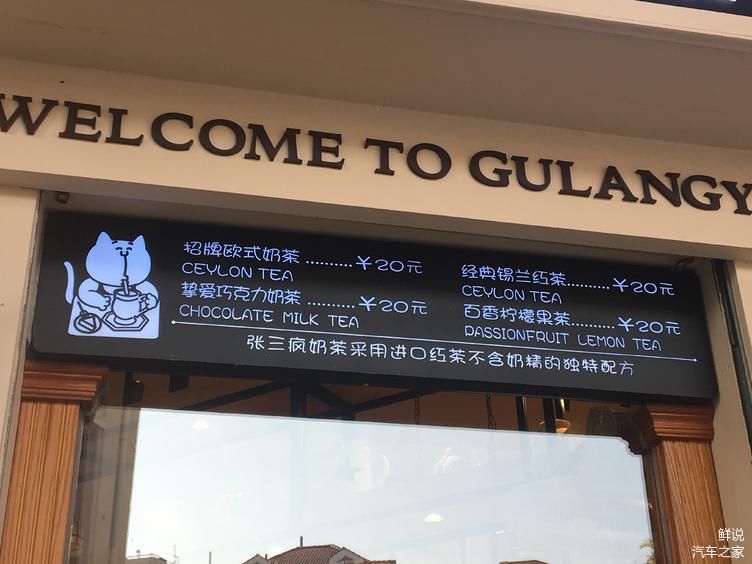 WELCOME TO GULANGY
招牌欧式奶茶..........￥20元
CEYLON TEA
挚爱巧克力奶茶..........￥20元
CHOCOLATE MILK TEA
经典锡兰红茶..........￥20元
CEYLON TEA
百香柠檬果茶.........￥20元
PASSIONFRUIT LEMON TEA
张三疯奶茶采用进口红茶不含奶精的独特配方
鲜说
汽车之家